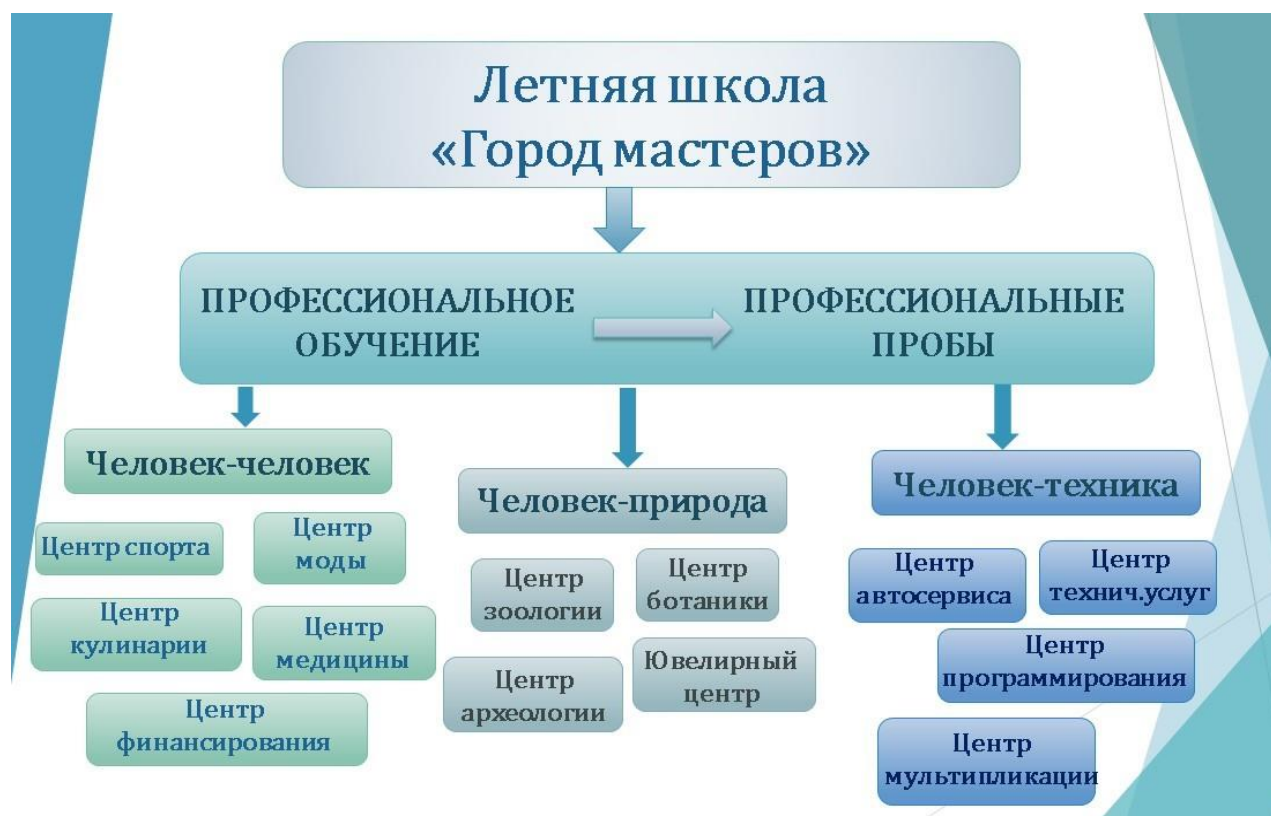 Летняя школа
«Город мастеров»
ПРОФЕССИОНАЛЬНОЕ
ОБУЧЕНИЕ
ПРОФЕССИОНАЛЬНЫЕ
ПРОБЫ
Человек-человек
Центр спорта
Центр
моды
Центр
кулинарии
Центр
медицины
Центр
финансирования
Человек-природа
Центр
зоологии
Центр
ботаники
Центр
археологии
Ювелирный
центр
Человек-техника
Центр
автосервиса
Центр
технич.услуг
Центр
программирования
Центр
мультипликации